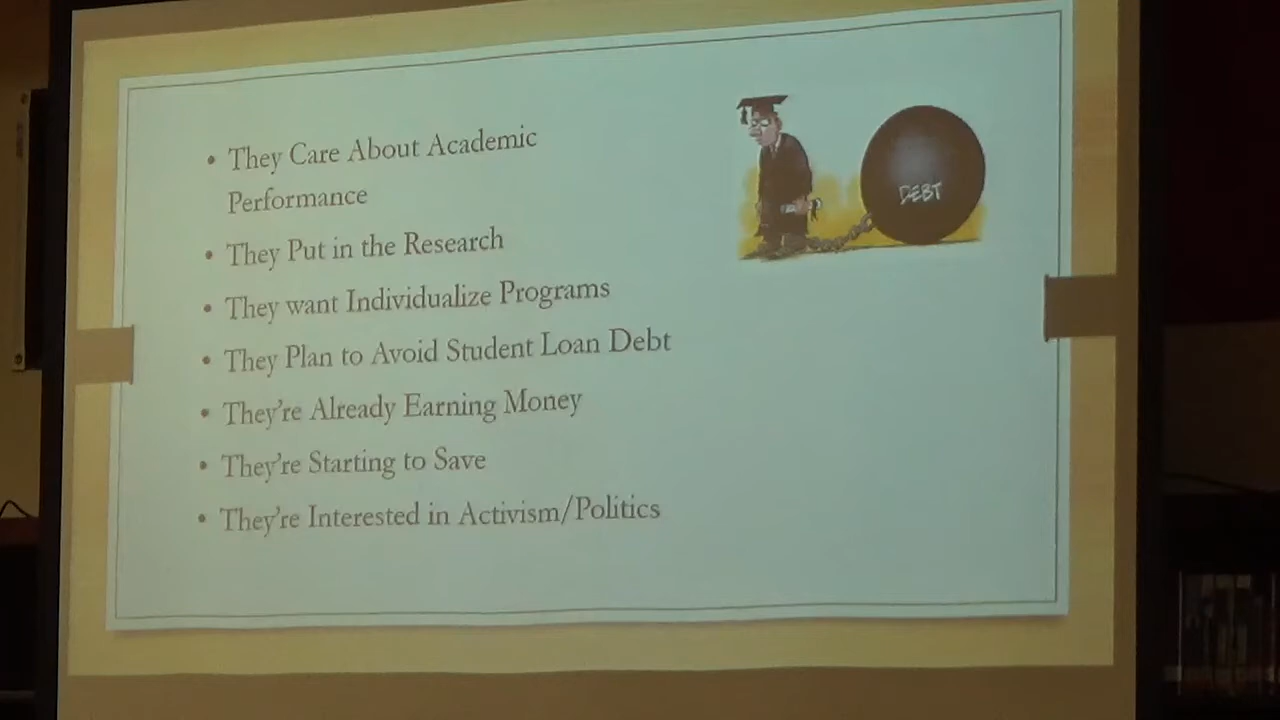 • They Care About Academic
Performance
• They Put in the Research
• They want Individualize Programs
• They Plan to Avoid Student Loan Debt
• They're Already Earning Money
• They're Starting to Save
• They're Interested in Activism/Politics
DEBT